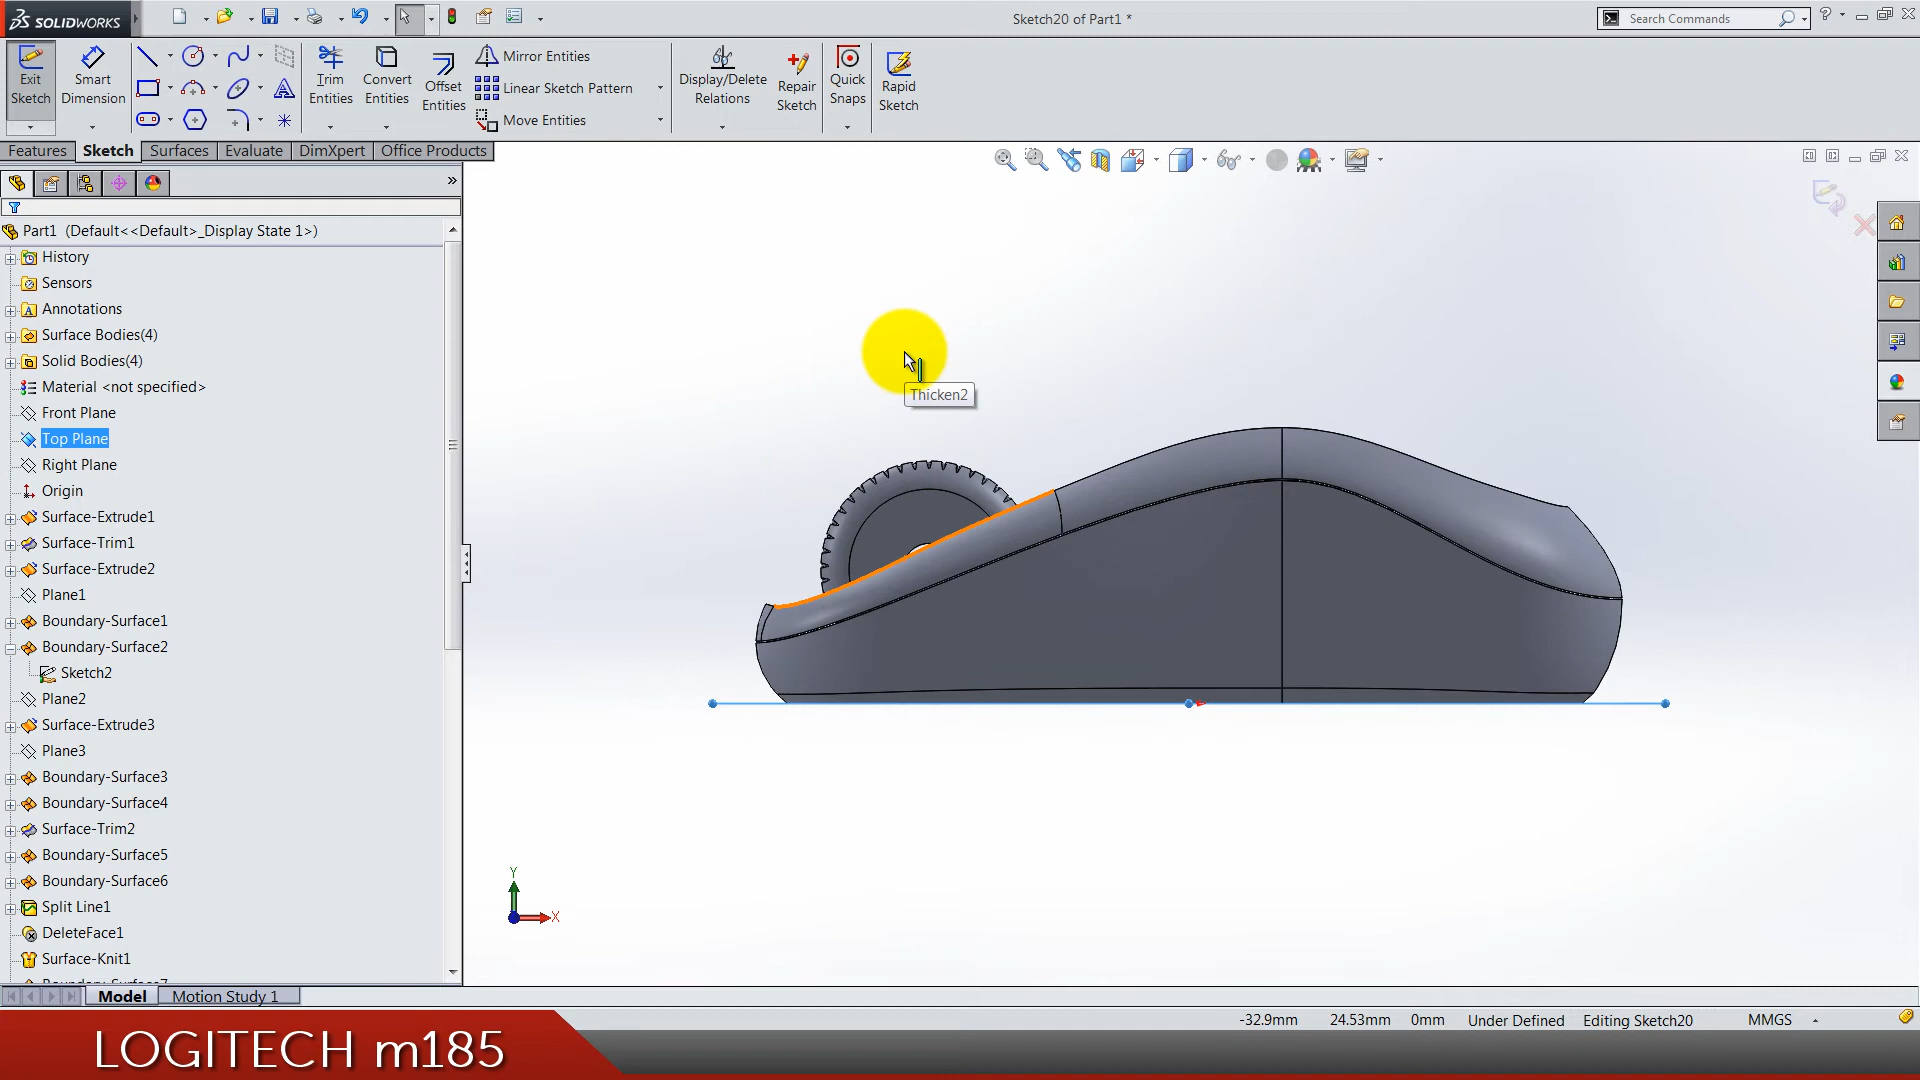 SOLIDWORKS
Sketch20 of Part1 *
Search Commands
Exit Sketch
Smart Dimension
Trim Entities
Convert Entities
Offset Entities
Mirror Entities
Linear Sketch Pattern
Move Entities
Display/Delete Relations
Repair Sketch
Quick Snaps
Rapid Sketch
Features Sketch Surfaces Evaluate DimXpert Office Products
Part1 (Default<<Default>_Display State 1>)
History
Sensors
Annotations
Surface Bodies(4)
Solid Bodies(4)
Material <not specified>
Front Plane
Top Plane
Right Plane
Origin
Surface-Extrude1
Surface-Trim1
Surface-Extrude2
Plane1
Boundary-Surface1
Boundary-Surface2
Sketch2
Plane2
Surface-Extrude3
Plane3
Boundary-Surface3
Boundary-Surface4
Surface-Trim2
Boundary-Surface5
Boundary-Surface6
Split Line1
DeleteFace1
Surface-Knit1
Boundary-Surface7
Thicken2
Y
X
Model Motion Study 1
-32.9mm 24.53mm 0mm Under Defined Editing Sketch20 MMGS
LOGITECH m185